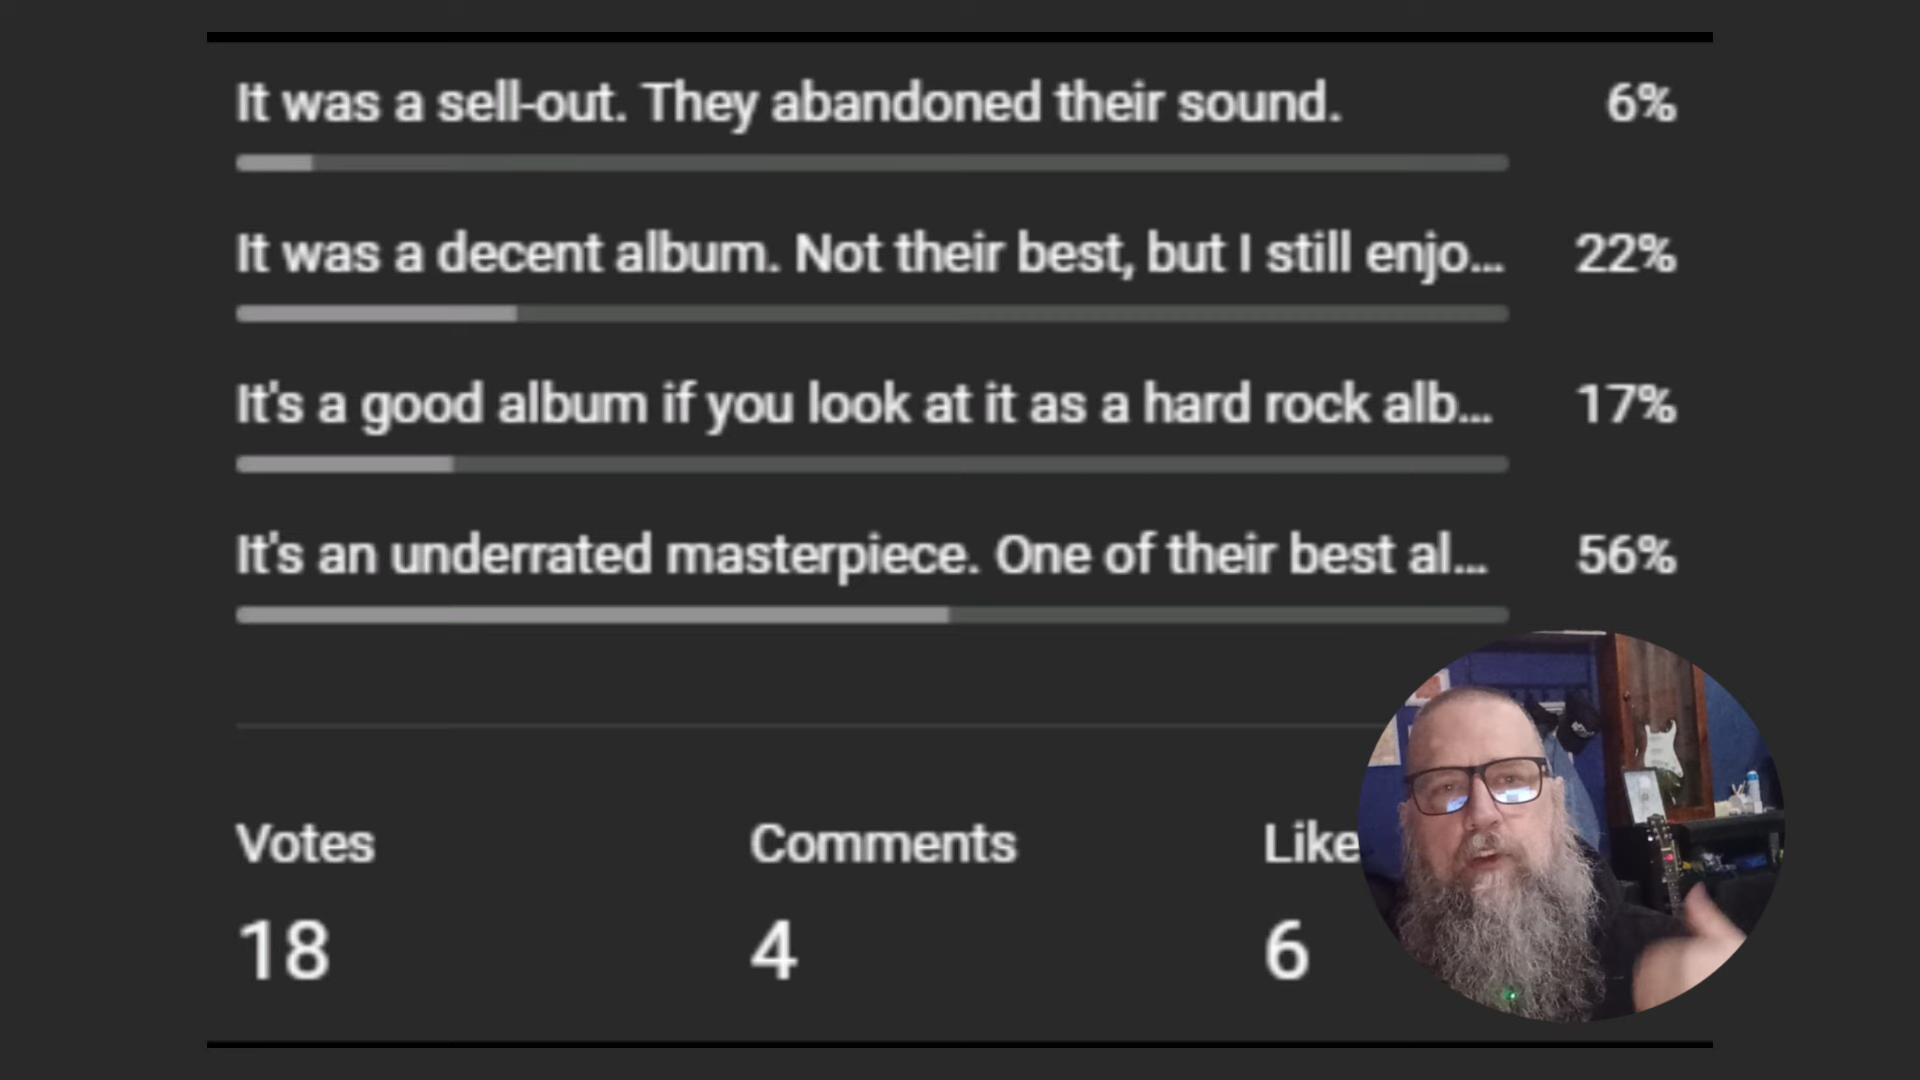 It was a sell-out. They abandoned their sound. 6%
It was a decent album. Not their best, but I still enjo... 22%
It's a good album if you look at it as a hard rock alb... 17%
It's an underrated masterpiece. One of their best al... 56%
Votes Comments Like
18 4 6